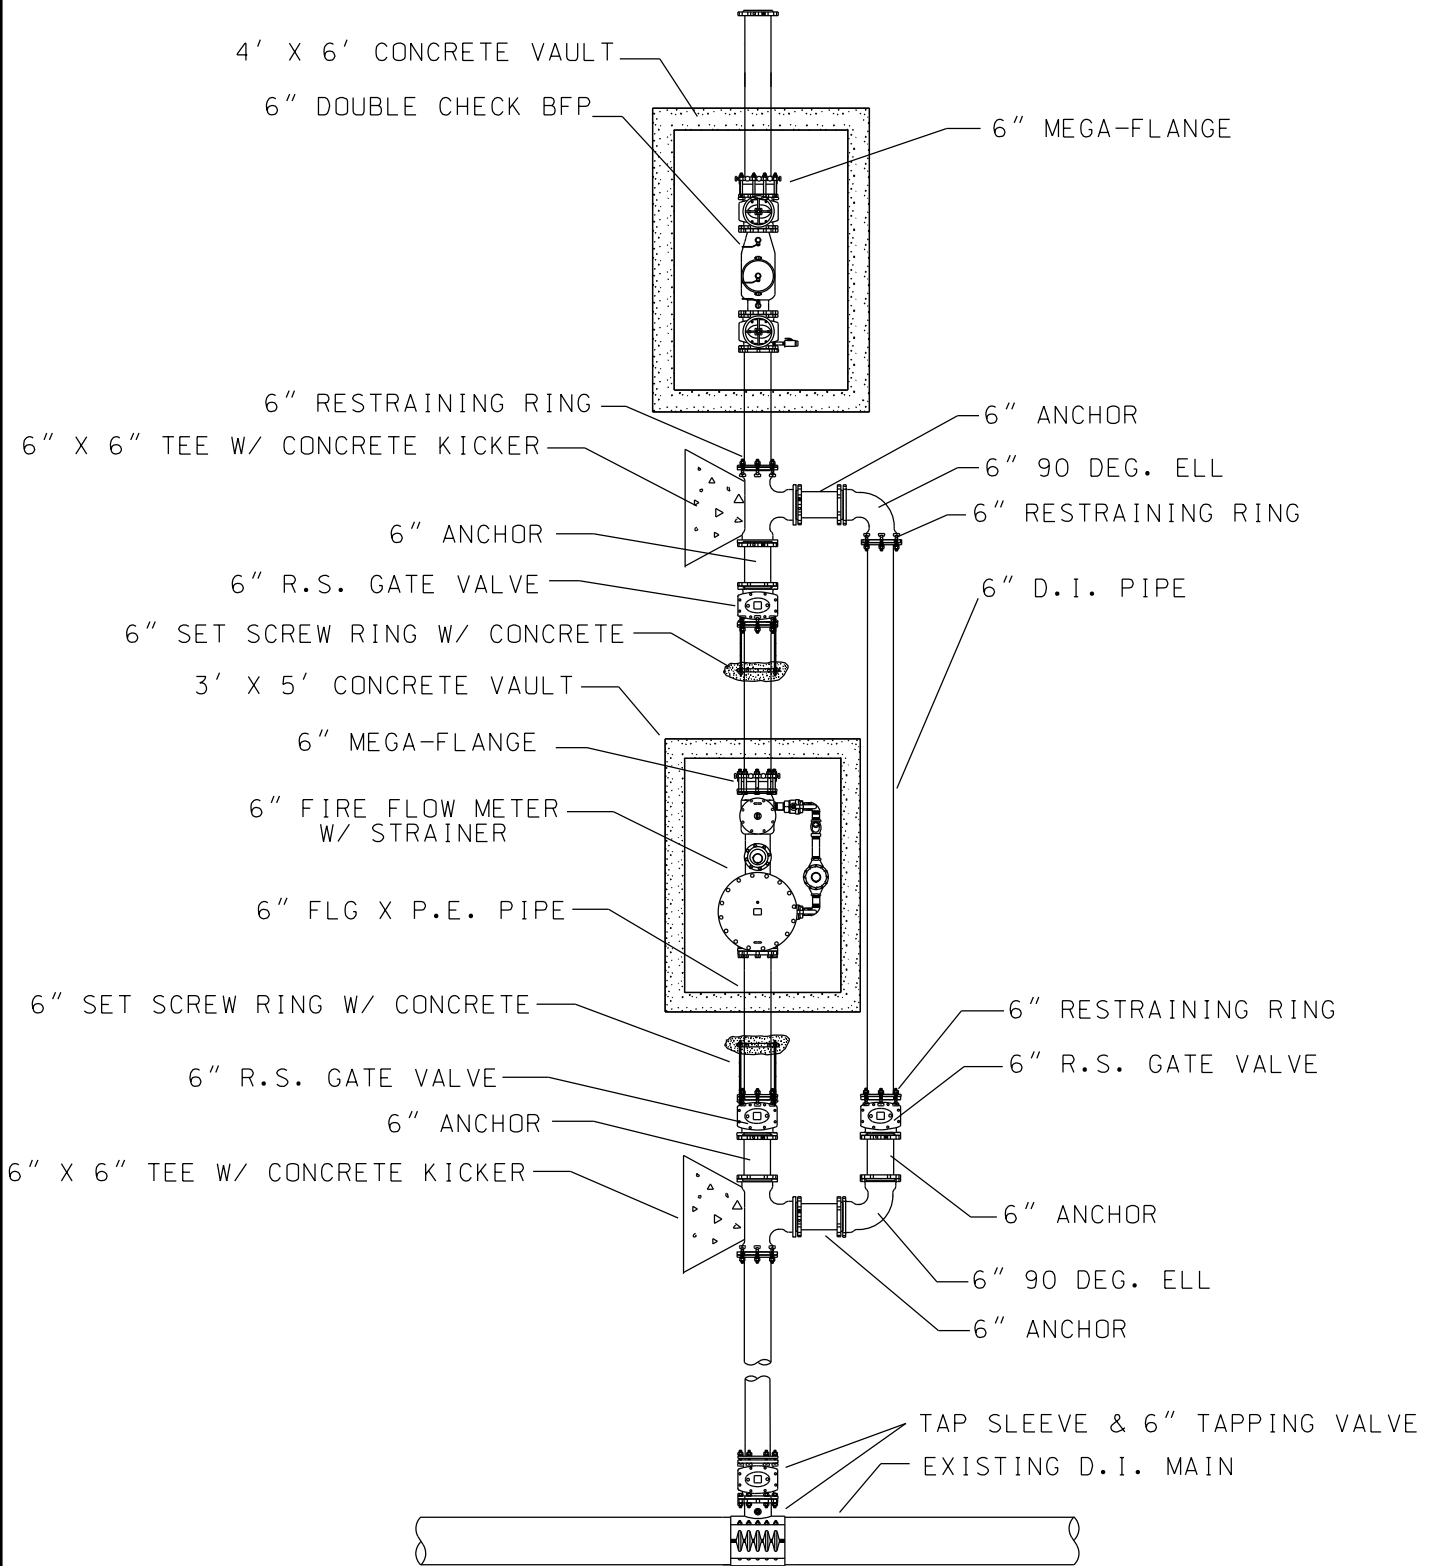 4' X 6' CONCRETE VAULT
6" DOUBLE CHECK BFP
6" MEGA-FLANGE
6" RESTRAINING RING
6" ANCHOR
6" X 6" TEE W/ CONCRETE KICKER
6" 90 DEG. ELL
6" RESTRAINING RING
6" ANCHOR
6" R.S. GATE VALVE
6" D.I. PIPE
6" SET SCREW RING W/ CONCRETE
3' X 5' CONCRETE VAULT
6" MEGA-FLANGE
6" FIRE FLOW METER
W/ STRAINER
6" FLG X P.E. PIPE
6" SET SCREW RING W/ CONCRETE
6" RESTRAINING RING
6" R.S. GATE VALVE
6" R.S. GATE VALVE
6" ANCHOR
6" X 6" TEE W/ CONCRETE KICKER
6" ANCHOR
6" 90 DEG. ELL
6" ANCHOR
TAP SLEEVE & 6" TAPPING VALVE
EXISTING D.I. MAIN